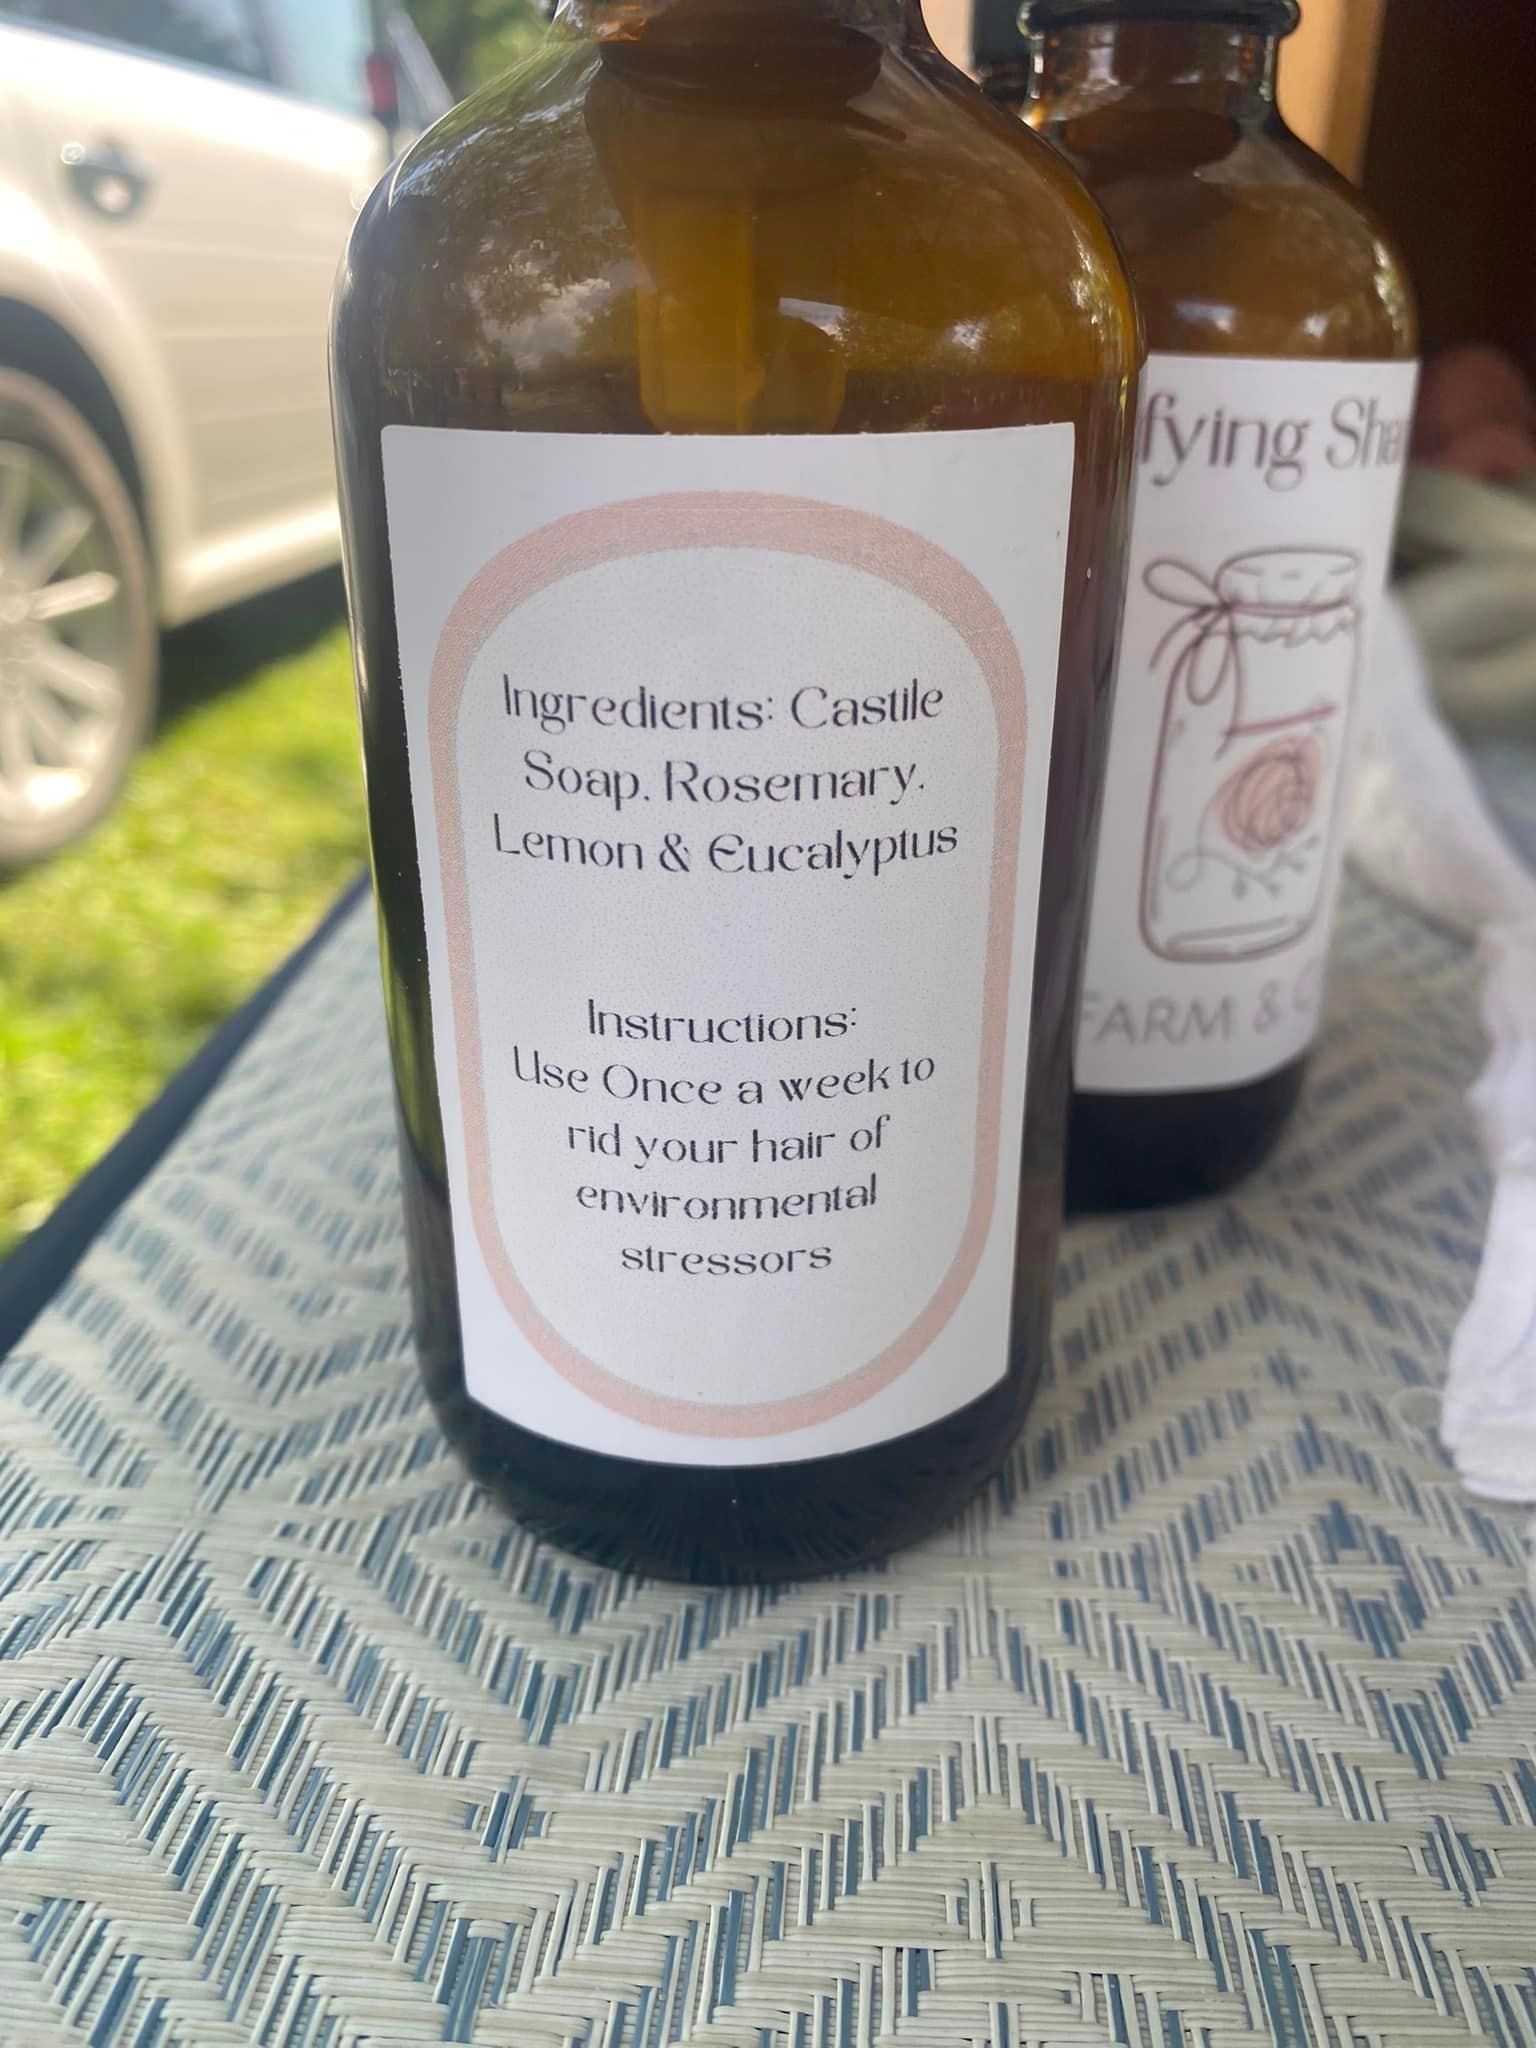 Ingredients: Castile
Soap, Rosemary,
Lemon & Eucalyptus
Instructions:
Use Once a week to
rid your hair of
environmental
stressors
fying Sha
FARM &